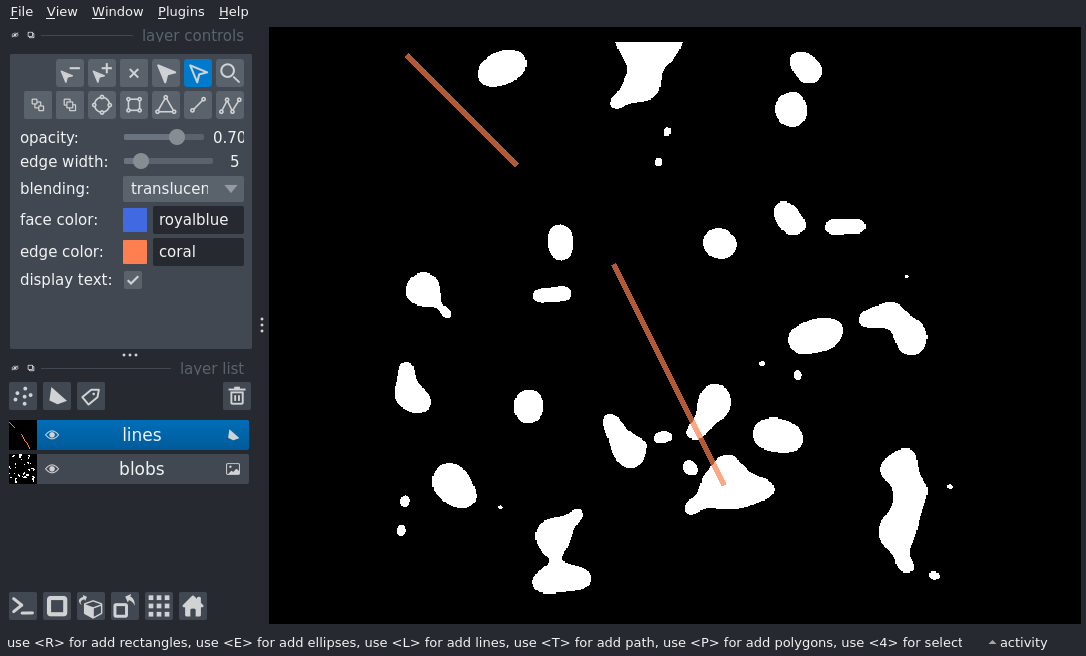 File View Window Plugins Help
layer controls
opacity: 0.70
edge width: 5
blending: translucen
face color: royalblue
edge color: coral
display text:
layer list
lines
blobs
use <R> for add rectangles, use <E> for add ellipses, use <L> for add lines, use <T> for add path, use <P> for add polygons, use <4> for select
activity